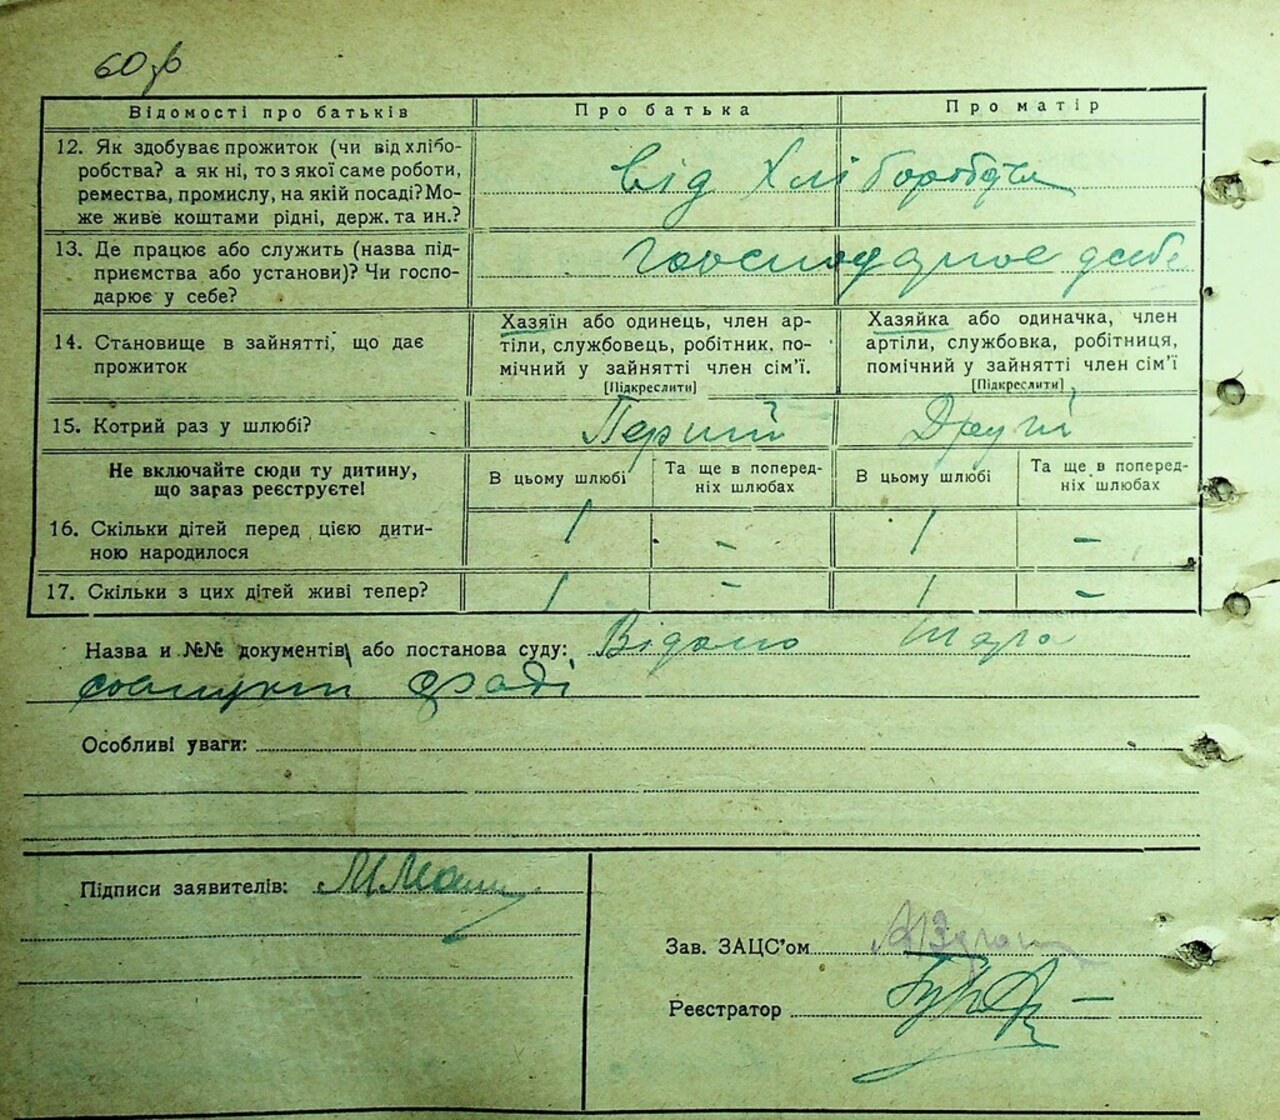 60 зв
Відомості про батьків Про батька Про матір
12. Як здобуває прожиток (чи від хлібо-
робства? а як ні, то з якої саме роботи,
ремества, промислу, на якій посаді? Мо-
же живе коштами рідні, держ. та ин.?
від Хліборобства
13. Де працює або служить (назва під-
приємства або установи)? Чи госпо-
дарює у себе?
14. Становище в зайнятті, що дає
прожиток
Хазяїн або одинець, член ар-
тіли, службовець, робітник, по-
мічний у зайнятті член сім'ї.
[Підкреслити]
Хазяйка або одиначка, член
артіли, службовка, робітниця,
помічний у зайнятті член сім'ї
[Підкреслити]
15. Котрий раз у шлюбі? Перший Другий
Не включайте сюди ту дитину,
що зараз реєструєте!
В цьому шлюбі
Та ще в поперед-
ніх шлюбах
В цьому шлюбі
Та ще в поперед-
ніх шлюбах
16. Скільки дітей перед цією дити-
ною народилося
1 - 1 -
17. Скільки з цих дітей живі тепер? 1 - 1 -
Назва и №№ документів, або постанова суду: Відомо
Особливі уваги:
Підписи заявителів:
Зав. ЗАЦС'ом
Реєстратор